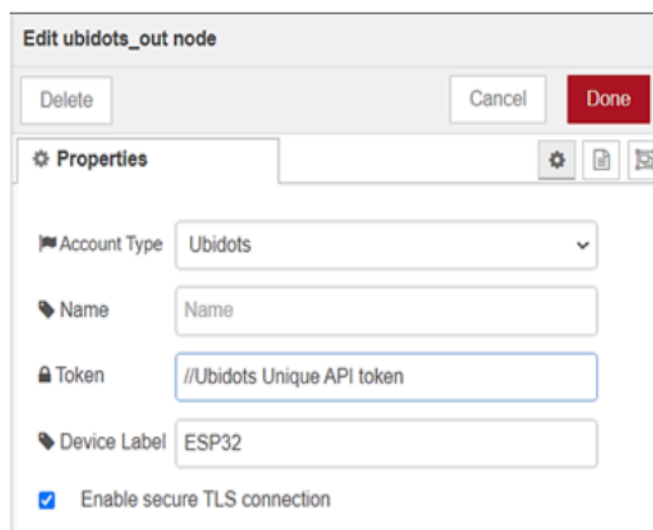 Edit ubidots_out node
Delete
Cancel
Done
Properties
Account Type
Ubidots
Name
Name
Token
//Ubidots Unique API token
Device Label
ESP32
Enable secure TLS connection